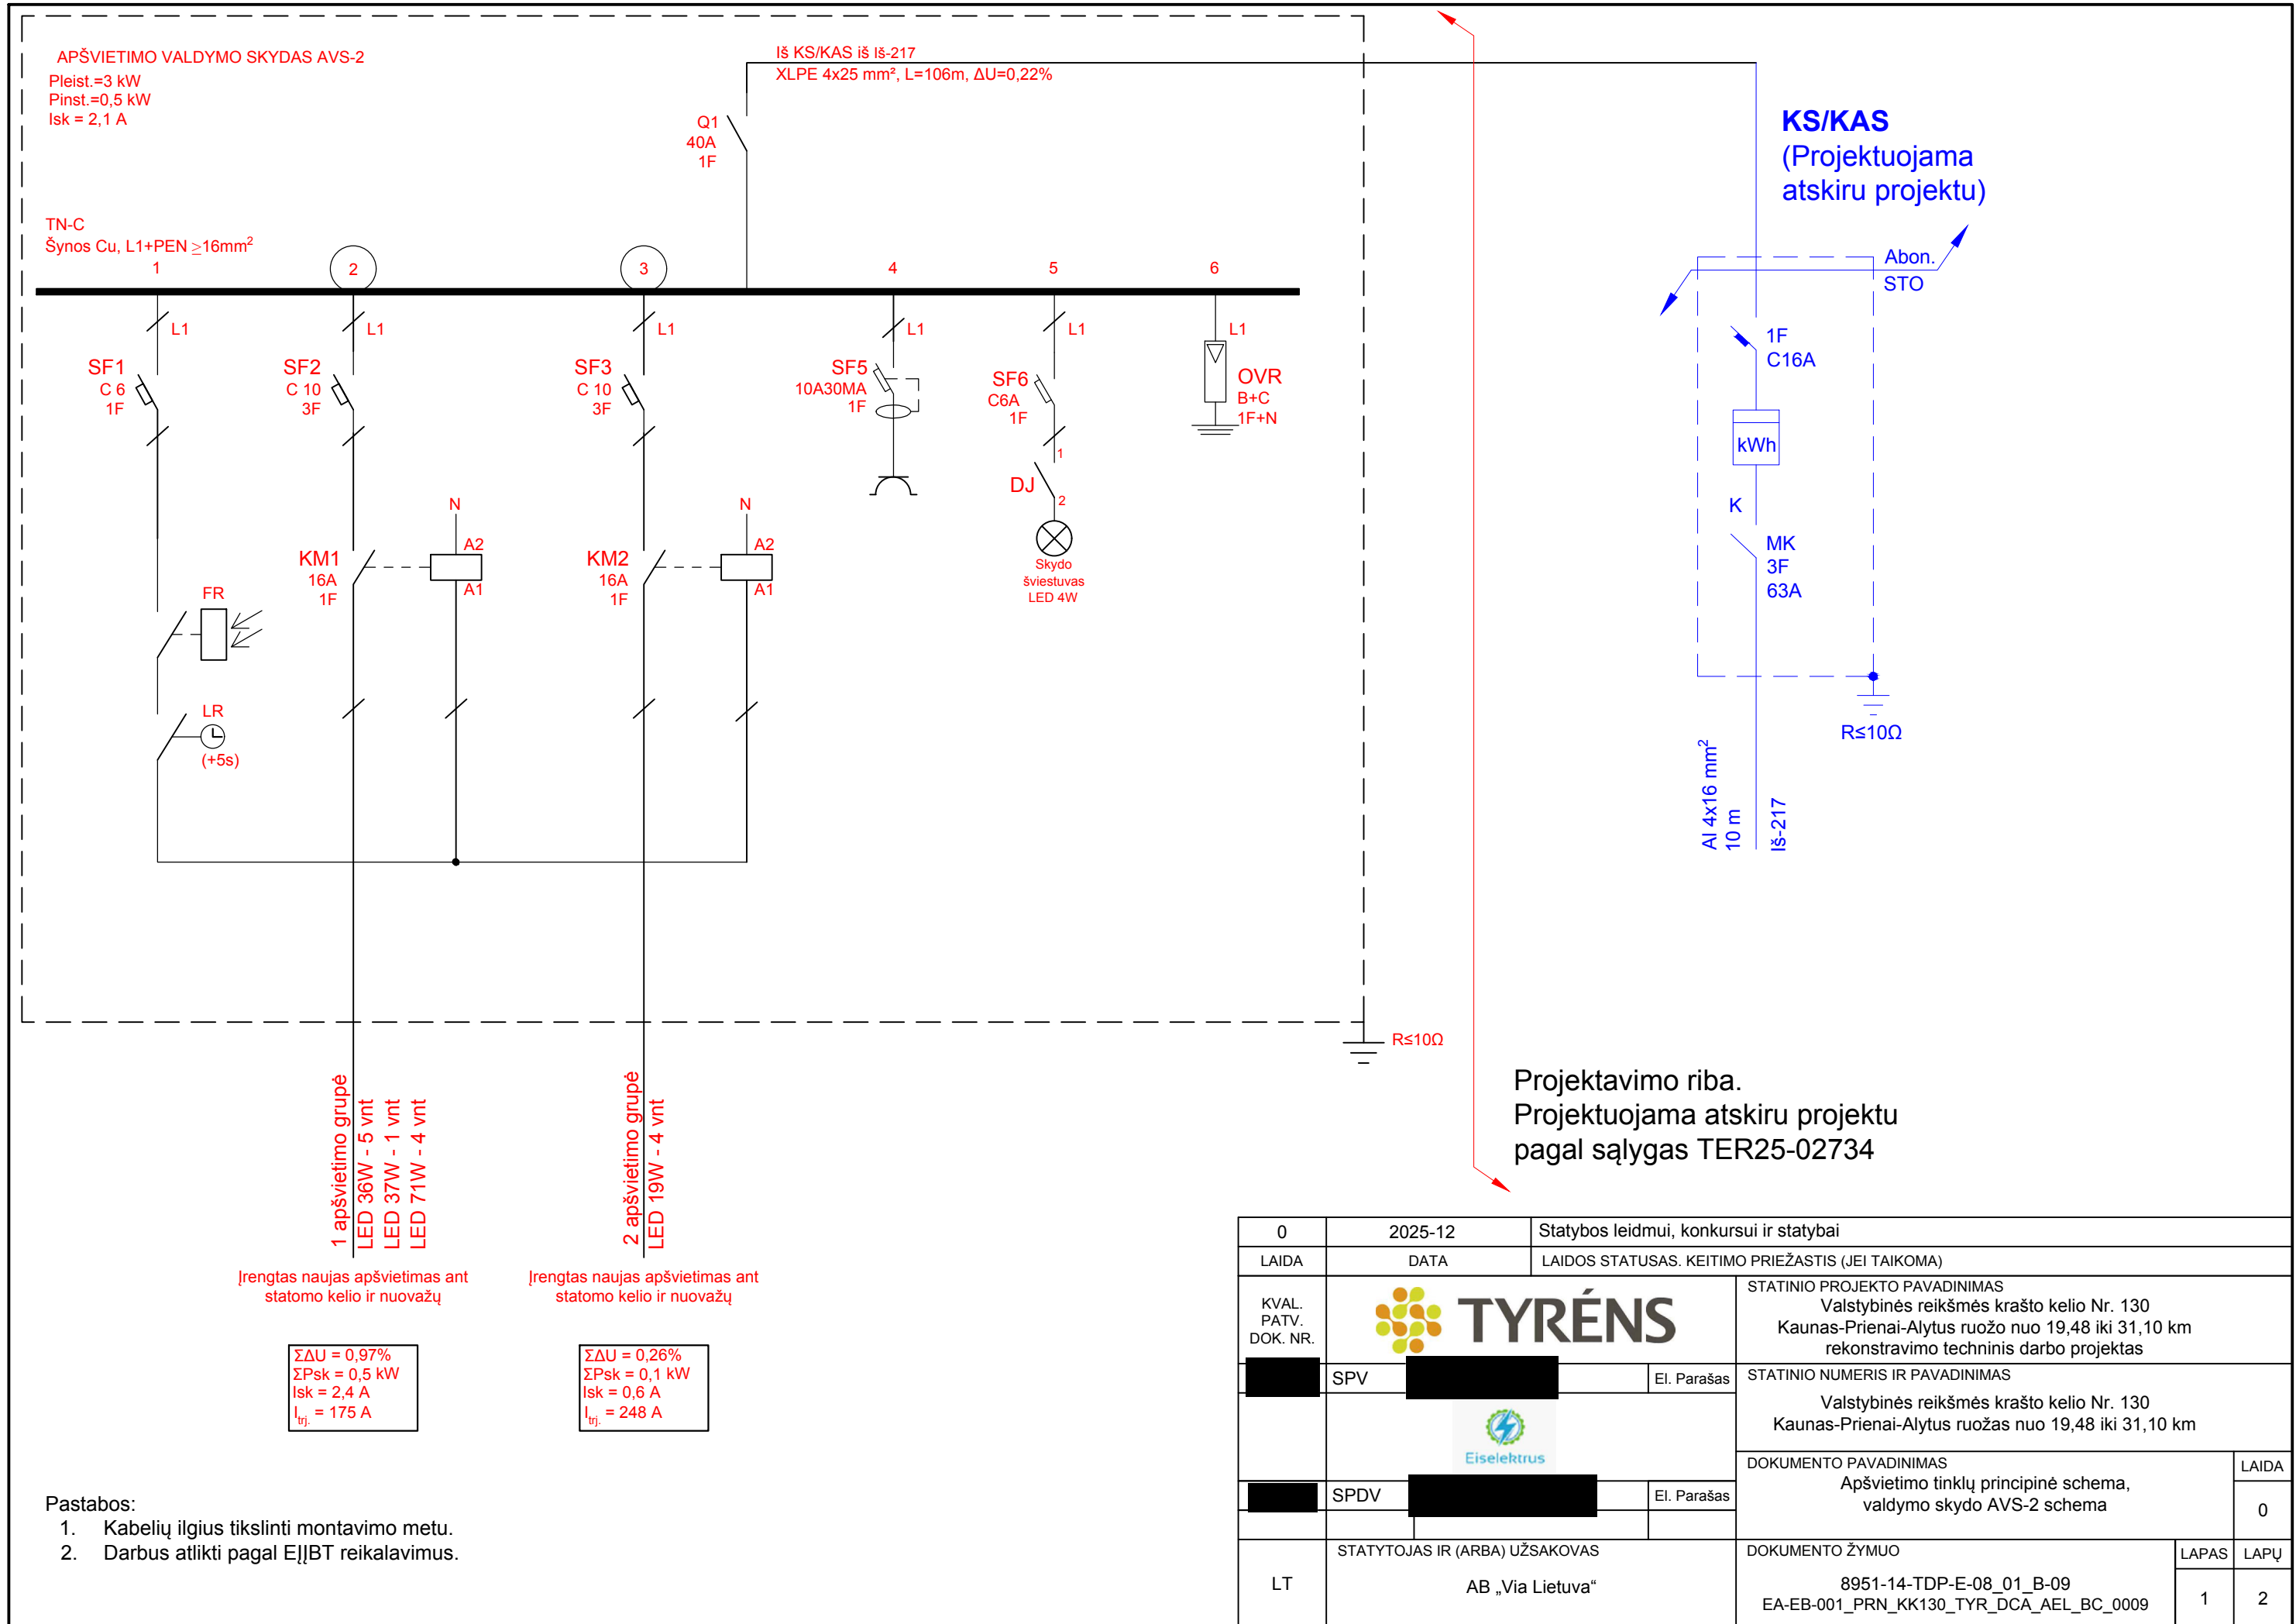 APŠVIETIMO VALDYMO SKYDAS AVS-2
Pleist.=3 kW
Pinst.=0,5 kW
Isk = 2,1 A
Iš KS/KAS iš Iš-217
XLPE 4x25 mm², L=106m, ΔU=0,22%
Q1
40A
1F
TN-C
Šynos Cu, L1+PEN ≥16mm²
1
2
3
4
5
6
L1
L1
L1
L1
L1
L1
SF1
C 6
1F
SF2
C 10
3F
SF3
C 10
3F
SF5
10A30MA
1F
SF6
C6A
1F
OVR
B+C
1F+N
1
DJ
2
Skydo
šviestuvas
LED 4W
N
A2
A1
KM1
16A
1F
N
A2
A1
KM2
16A
1F
FR
LR
(+5s)
R≤10Ω
KS/KAS
(Projektuojama
atskiru projektu)
Abon.
STO
1F
C16A
kWh
K
MK
3F
63A
R≤10Ω
Al 4x16 mm²
10 m
Iš-217
1 apšvietimo grupė
LED 36W - 5 vnt
LED 37W - 1 vnt
LED 71W - 4 vnt
2 apšvietimo grupė
LED 19W - 4 vnt
Įrengtas naujas apšvietimas ant
statomo kelio ir nuovažų
Įrengtas naujas apšvietimas ant
statomo kelio ir nuovažų
ΣΔU = 0,97%
ΣPsk = 0,5 kW
Isk = 2,4 A
Itrj. = 175 A
ΣΔU = 0,26%
ΣPsk = 0,1 kW
Isk = 0,6 A
Itrj. = 248 A
Projektavimo riba.
Projektuojama atskiru projektu
pagal sąlygas TER25-02734
Pastabos:
1. Kabelių ilgius tikslinti montavimo metu.
2. Darbus atlikti pagal EĮĮBT reikalavimus.
0 2025-12 Statybos leidmui, konkursui ir statybai
LAIDA DATA LAIDOS STATUSAS. KEITIMO PRIEŽASTIS (JEI TAIKOMA)
KVAL.
PATV.
DOK. NR.
TYRÉNS
STATINIO PROJEKTO PAVADINIMAS
Valstybinės reikšmės krašto kelio Nr. 130
Kaunas-Prienai-Alytus ruožo nuo 19,48 iki 31,10 km
rekonstravimo techninis darbo projektas
SPV El. Parašas
STATINIO NUMERIS IR PAVADINIMAS
Valstybinės reikšmės krašto kelio Nr. 130
Kaunas-Prienai-Alytus ruožas nuo 19,48 iki 31,10 km
Eiselektrus
SPDV El. Parašas
DOKUMENTO PAVADINIMAS
Apšvietimo tinklų principinė schema,
valdymo skydo AVS-2 schema
LAIDA
0
LT
STATYTOJAS IR (ARBA) UŽSAKOVAS
AB „Via Lietuva“
DOKUMENTO ŽYMUO
8951-14-TDP-E-08_01_B-09
EA-EB-001_PRN_KK130_TYR_DCA_AEL_BC_0009
LAPAS LAPŲ
1 2